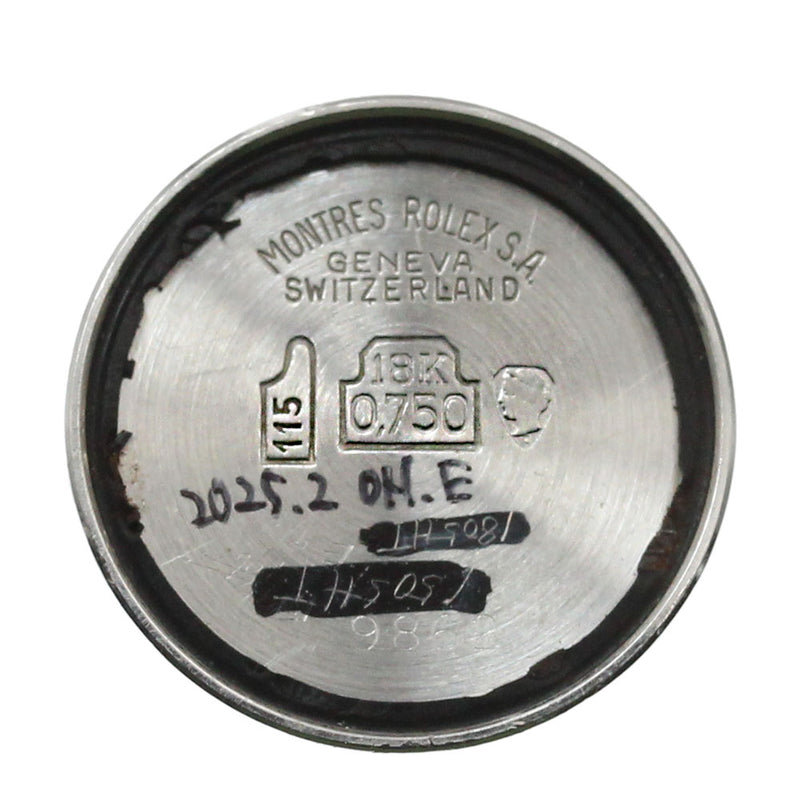 MONTRES ROLEX S.A.
GENEVA
SWITZERLAND
115
18K
0,750
2025.2 OH.E